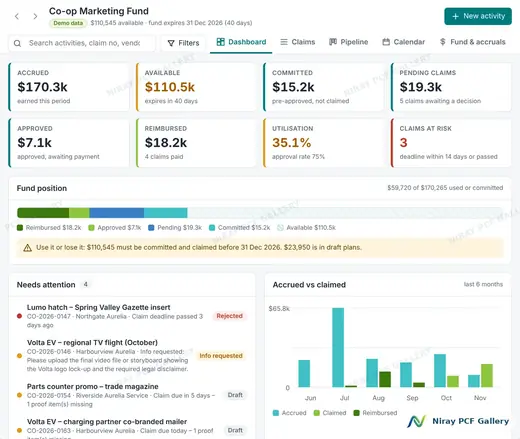 Co-op Marketing Fund
Demo data $110,545 available · fund expires 31 Dec 2026 (40 days)
+ New activity
Search activities, claim no, vendor
Filters
Dashboard
Claims
Pipeline
Calendar
$ Fund & accruals
ACCRUED
$170.3k
earned this period
AVAILABLE
$110.5k
expires in 40 days
COMMITTED
$15.2k
pre-approved, not claimed
PENDING CLAIMS
$19.3k
5 claims awaiting a decision
APPROVED
$7.1k
approved, awaiting payment
REIMBURSED
$18.2k
4 claims paid
UTILISATION
35.1%
approval rate 75%
CLAIMS AT RISK
3
deadline within 14 days or passed
Fund position
$59,720 of $170,265 used or committed
Reimbursed $18.2k Approved $7.1k Pending $19.3k Committed $15.2k Available $110.5k
Use it or lose it: $110,545 must be committed and claimed before 31 Dec 2026. $23,950 is in draft plans.
Needs attention 4
Lumo hatch – Spring Valley Gazette insert
CO-2026-0147 · Northgate Aurelia · Claim deadline passed 3
days ago
Rejected
Volta EV – regional TV flight (October)
CO-2026-0146 · Harbourview Aurelia · Info requested:
Please upload the final video file or storyboard showing
the Volta logo lock-up and the required legal disclaimer.
Info requested
Parts counter promo – trade magazine
CO-2026-0154 · Riverside Aurelia Service · Claim due in 5 days –
1 proof item(s) missing
Draft
Volta EV – charging partner co-branded mailer
CO-2026-0163 · Harbourview Aurelia · Claim due today – 1 proof
item(s) missing
Draft
Accrued vs claimed
last 6 months
$65.8k
0
Jun Jul Aug Sep Oct Nov
Accrued Claimed Reimbursed
Niray PCF Gallery